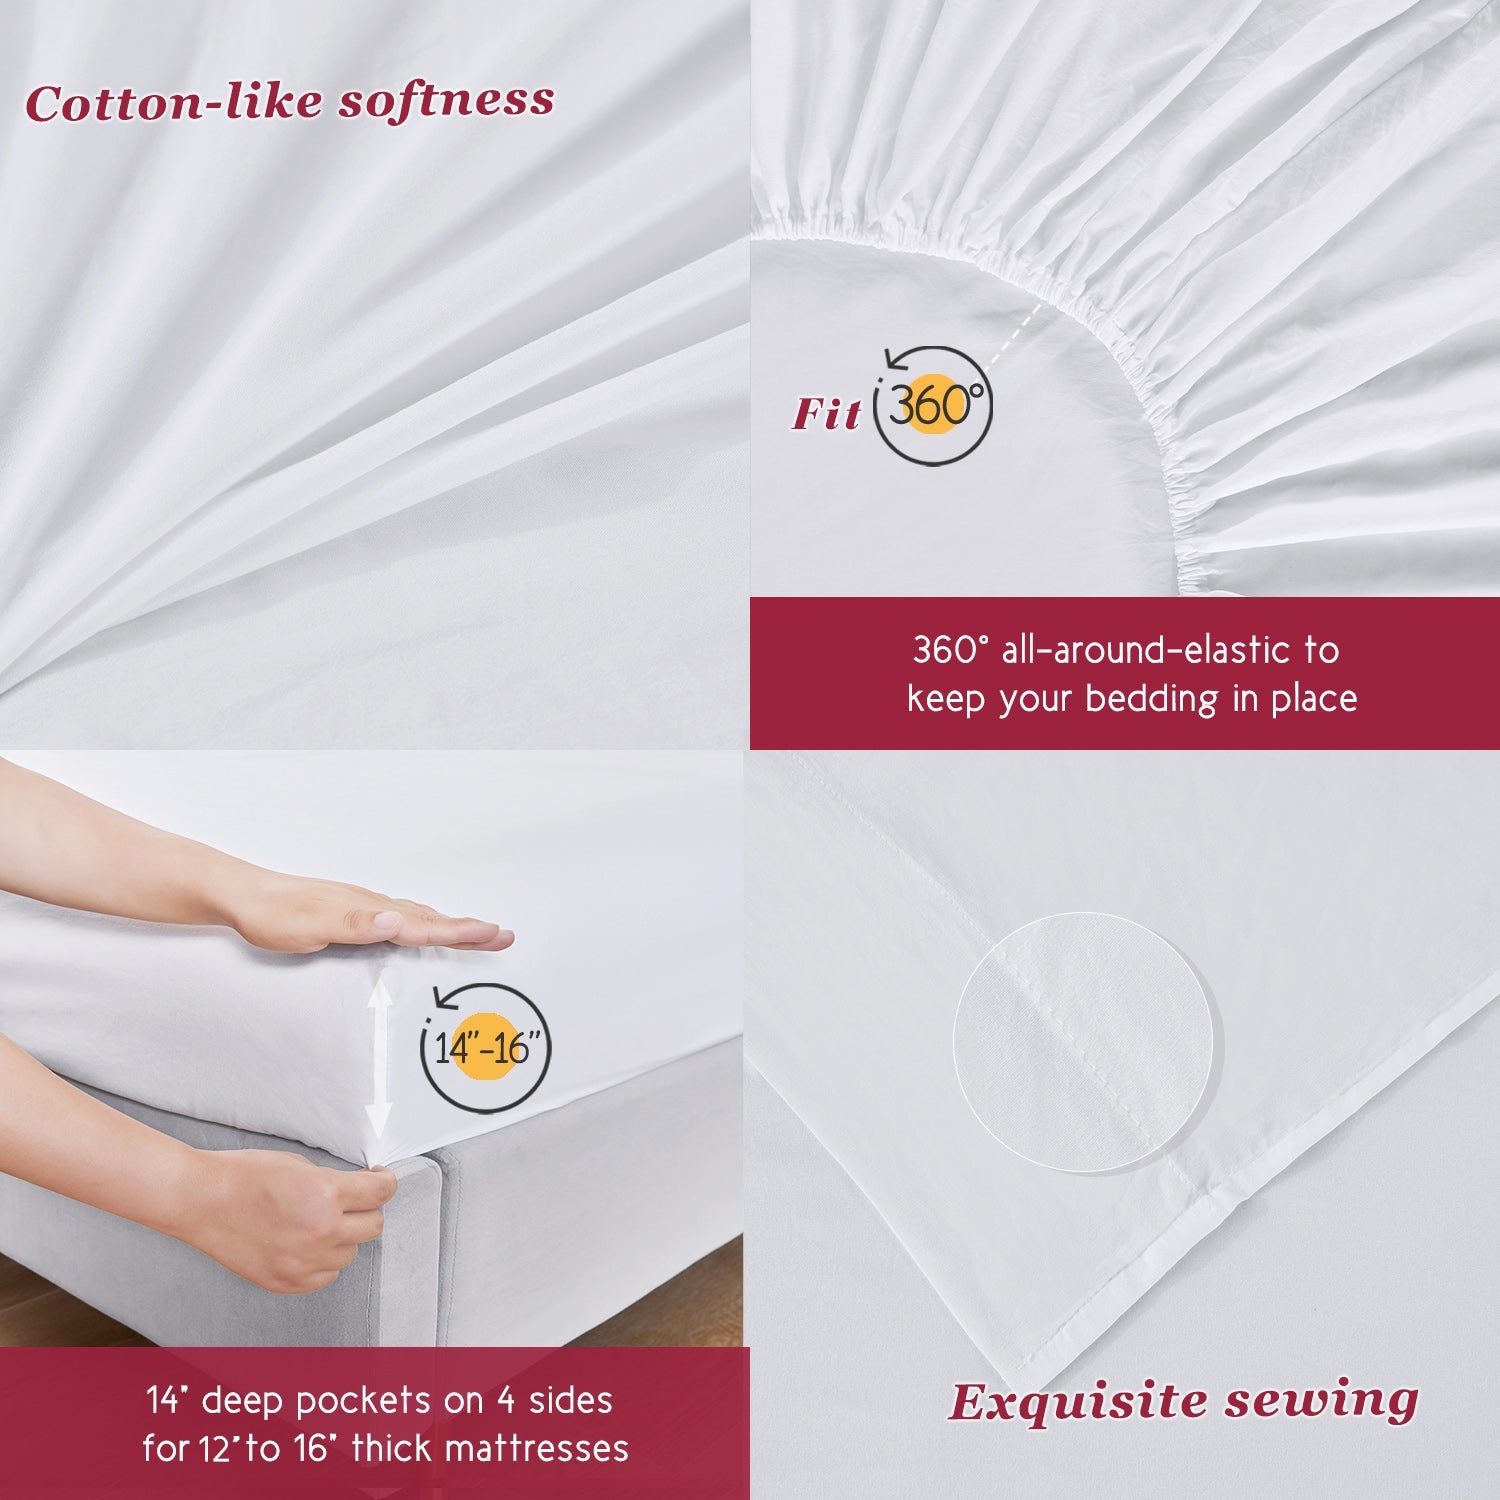 Cotton-like softness
Fit 360°
360° all-around-elastic to
keep your bedding in place
14"-16"
14" deep pockets on 4 sides
for 12" to 16" thick mattresses
Exquisite sewing